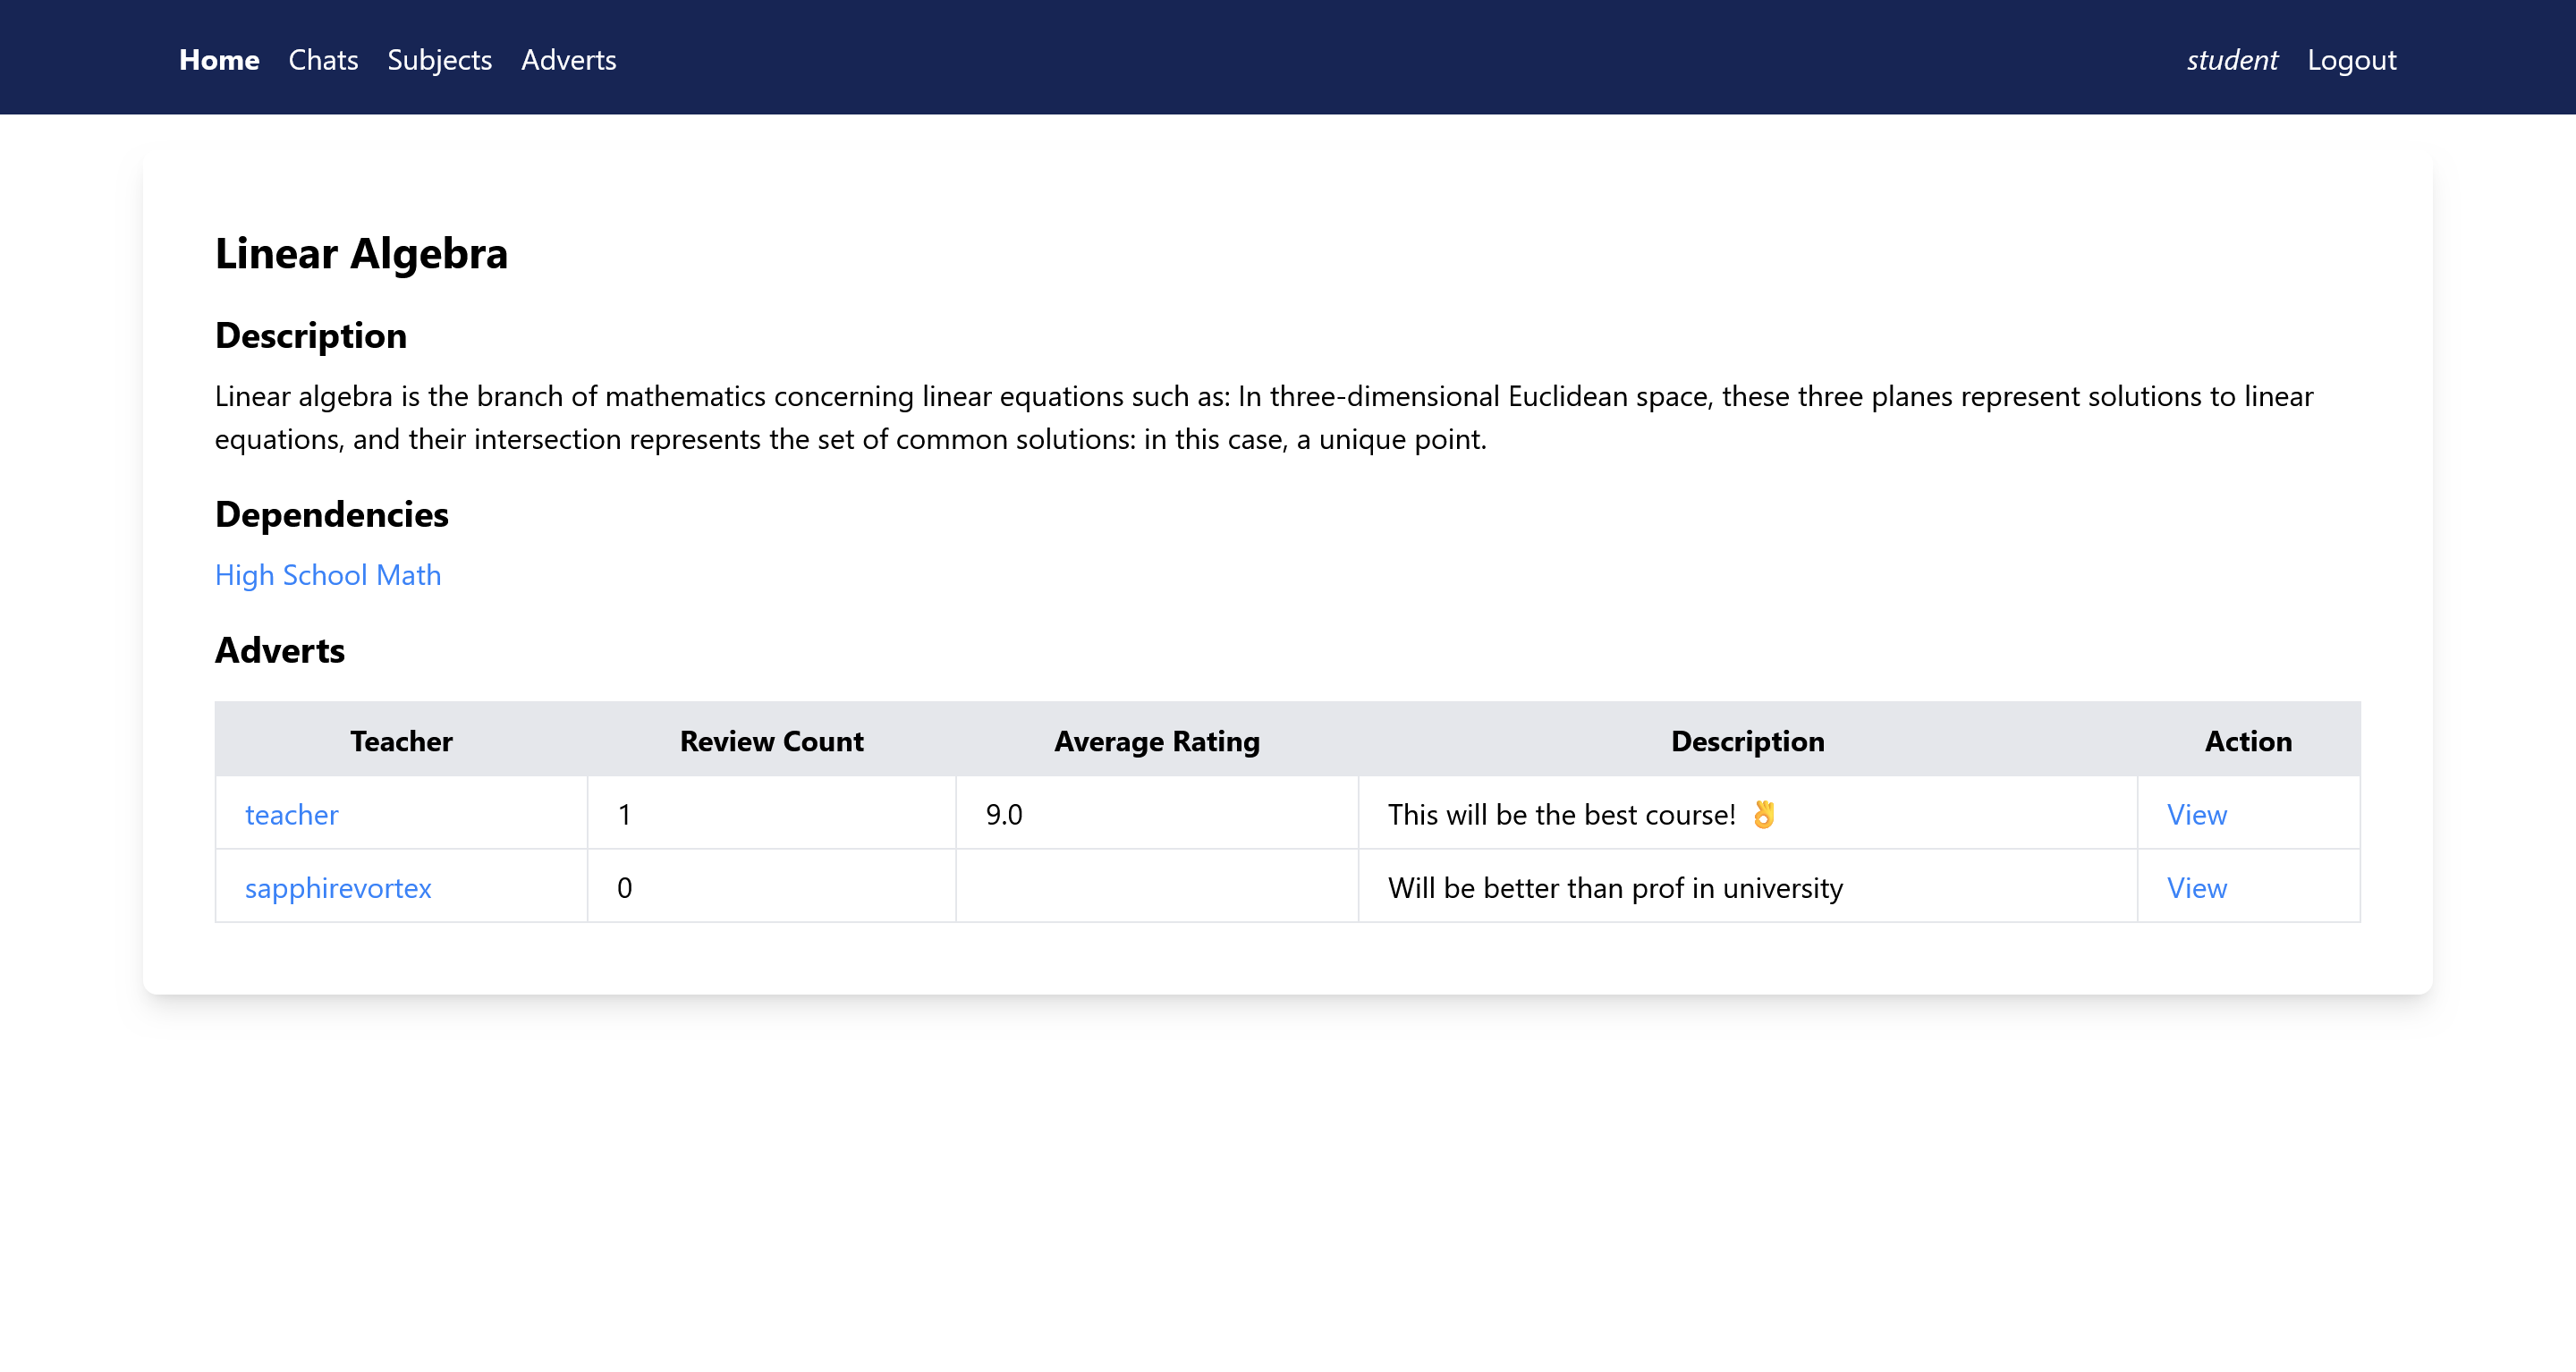 Home Chats Subjects Adverts student Logout
Linear Algebra
Description
Linear algebra is the branch of mathematics concerning linear equations such as: In three-dimensional Euclidean space, these three planes represent solutions to linear
equations, and their intersection represents the set of common solutions: in this case, a unique point.
Dependencies
High School Math
Adverts
Teacher Review Count Average Rating Description Action
teacher 1 9.0 This will be the best course! 👌 View
sapphirevortex 0 Will be better than prof in university View